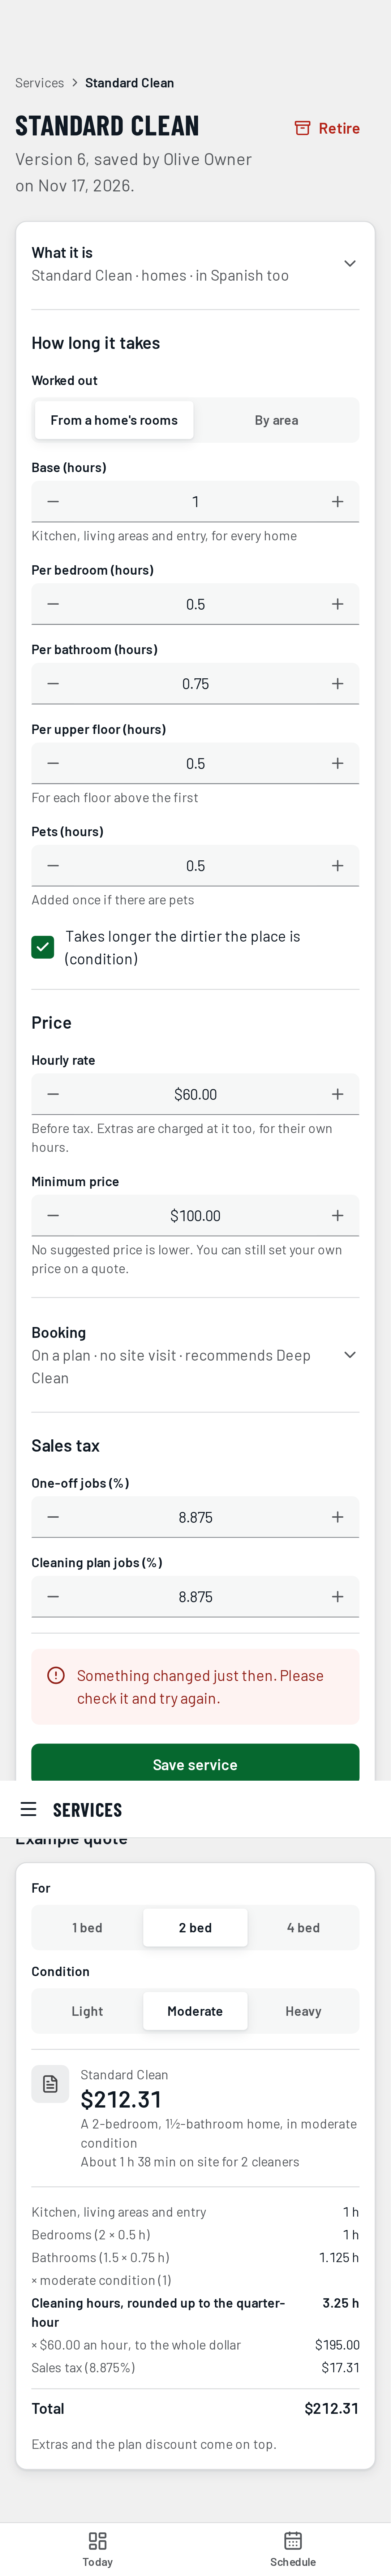 Services > Standard Clean
STANDARD CLEAN
Retire
Version 6, saved by Olive Owner
on Nov 17, 2026.
What it is
Standard Clean · homes · in Spanish too
How long it takes
Worked out
From a home's rooms
By area
Base (hours)
1
Kitchen, living areas and entry, for every home
Per bedroom (hours)
0.5
Per bathroom (hours)
0.75
Per upper floor (hours)
0.5
For each floor above the first
Pets (hours)
0.5
Added once if there are pets
Takes longer the dirtier the place is
(condition)
Price
Hourly rate
$60.00
Before tax. Extras are charged at it too, for their own
hours.
Minimum price
$100.00
No suggested price is lower. You can still set your own
price on a quote.
Booking
On a plan · no site visit · recommends Deep
Clean
Sales tax
One-off jobs (%)
8.875
Cleaning plan jobs (%)
8.875
Something changed just then. Please
check it and try again.
Save service
SERVICES
Example quote
For
1 bed
2 bed
4 bed
Condition
Light
Moderate
Heavy
Standard Clean
$212.31
A 2-bedroom, 1½-bathroom home, in moderate
condition
About 1 h 38 min on site for 2 cleaners
Kitchen, living areas and entry 1 h
Bedrooms (2 × 0.5 h) 1 h
Bathrooms (1.5 × 0.75 h) 1.125 h
× moderate condition (1)
Cleaning hours, rounded up to the quarter- 3.25 h
hour
× $60.00 an hour, to the whole dollar $195.00
Sales tax (8.875%) $17.31
Total $212.31
Extras and the plan discount come on top.
Today
Schedule